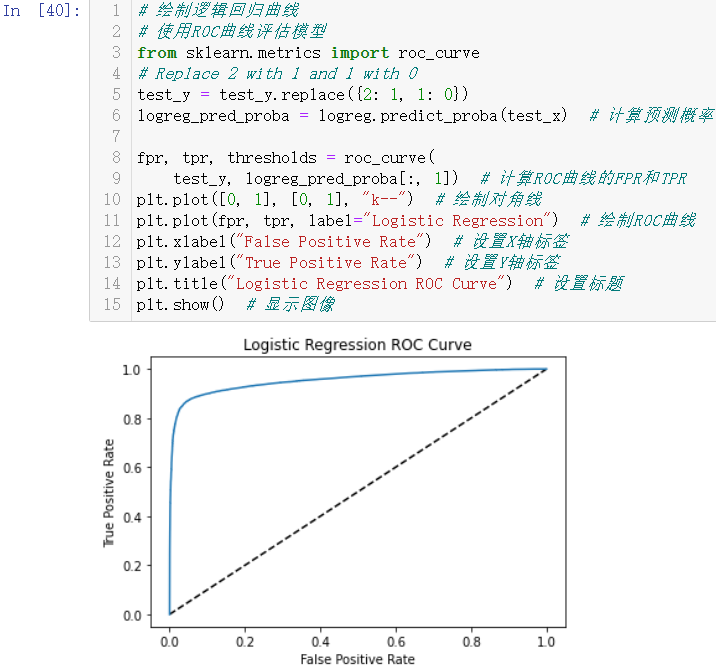 In [40]:
1 # 绘制逻辑回归曲线
2 # 使用ROC曲线评估模型
3 from sklearn.metrics import roc_curve
4 # Replace 2 with 1 and 1 with 0
5 test_y = test_y.replace({2: 1, 1: 0})
6 logreg_pred_proba = logreg.predict_proba(test_x)  # 计算预测概率
7
8 fpr, tpr, thresholds = roc_curve(
9     test_y, logreg_pred_proba[:, 1])  # 计算ROC曲线的FPR和TPR
10 plt.plot([0, 1], [0, 1], "k--")  # 绘制对角线
11 plt.plot(fpr, tpr, label="Logistic Regression")  # 绘制ROC曲线
12 plt.xlabel("False Positive Rate")  # 设置X轴标签
13 plt.ylabel("True Positive Rate")  # 设置Y轴标签
14 plt.title("Logistic Regression ROC Curve")  # 设置标题
15 plt.show()  # 显示图像
Logistic Regression ROC Curve
True Positive Rate
1.0
0.8
0.6
0.4
0.2
0.0
0.0 0.2 0.4 0.6 0.8 1.0
False Positive Rate